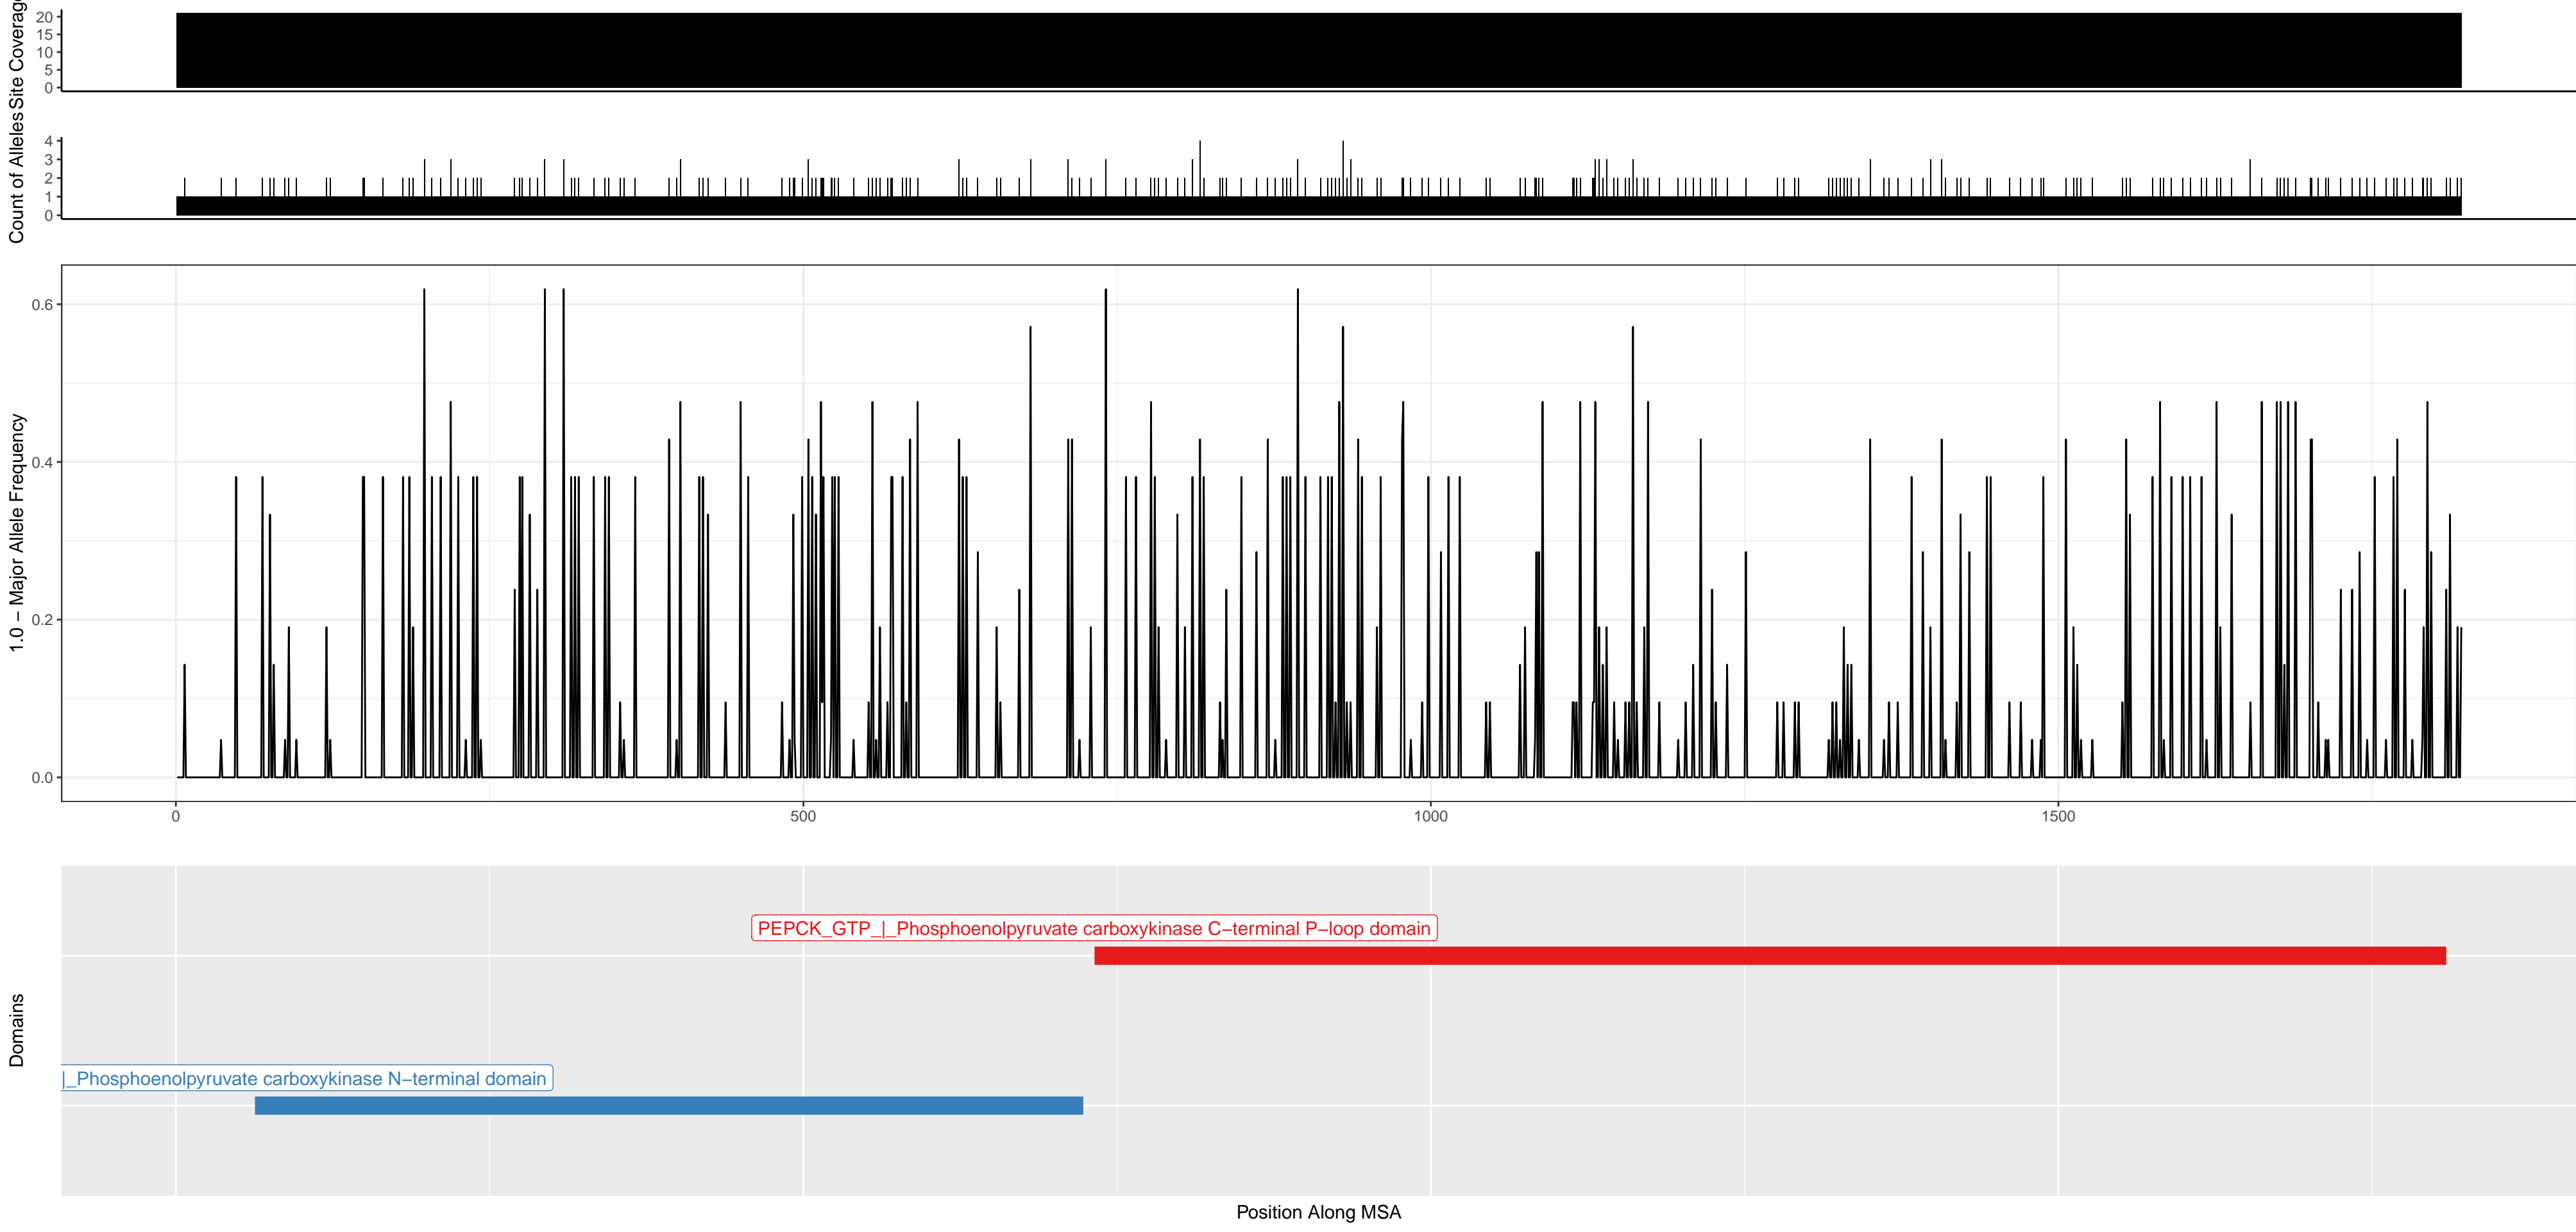 Site Coverage
20
15
10
5
0
Count of Alleles
4
3
2
1
0
1.0 − Major Allele Frequency
0.6
0.4
0.2
0.0
0
500
1000
1500
Domains
PEPCK_GTP_|_Phosphoenolpyruvate carboxykinase C−terminal P−loop domain
|_Phosphoenolpyruvate carboxykinase N−terminal domain
Position Along MSA